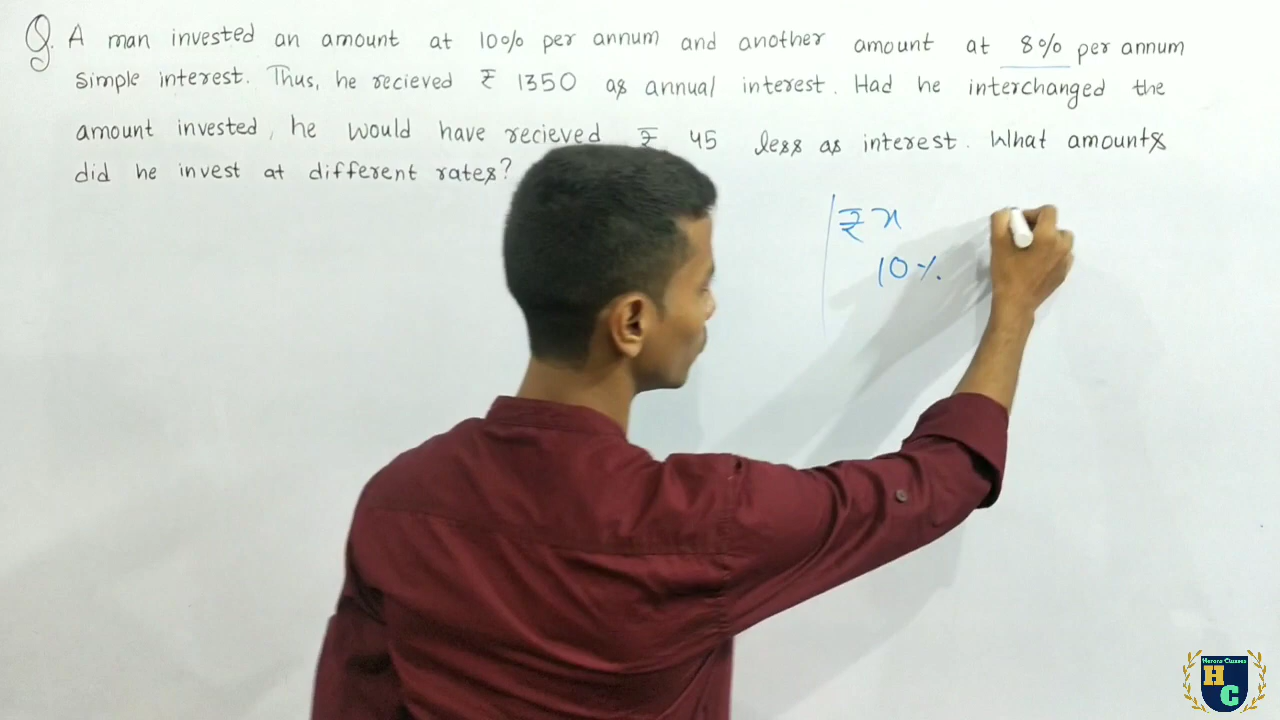 Q. A man invested an amount at 10% per annum and another amount at 8% per annum
simple interest. Thus, he recieved ₹ 1350 as annual interest. Had he interchanged the
amount invested, he would have recieved ₹ 45 less as interest. What amounts
did he invest at different rates?
₹ x
10%
Herons Classes
H
C